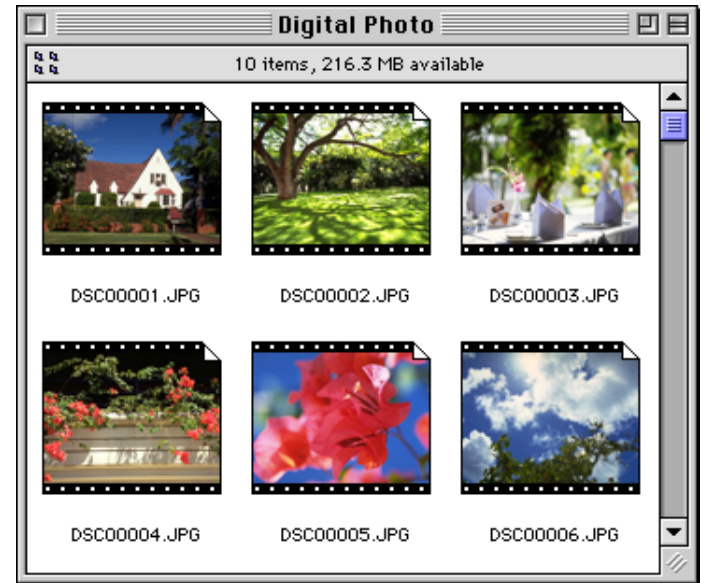 Digital Photo
10 items, 216.3 MB available
DSC00001.JPG
DSC00002.JPG
DSC00003.JPG
DSC00004.JPG
DSC00005.JPG
DSC00006.JPG